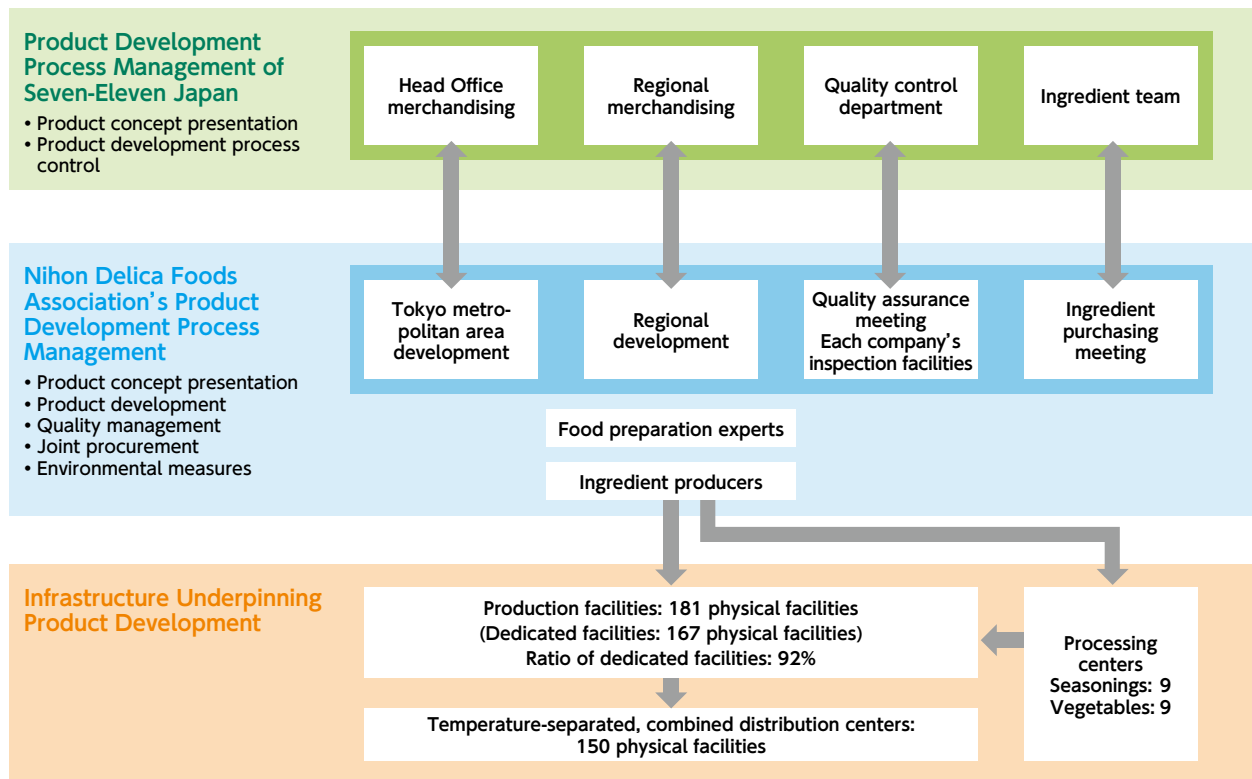 Product Development
Process Management of
Seven-Eleven Japan
• Product concept presentation
• Product development process
control
Head Office
merchandising
Regional
merchandising
Quality control
department
Ingredient team
Nihon Delica Foods
Association’s Product
Development Process
Management
• Product concept presentation
• Product development
• Quality management
• Joint procurement
• Environmental measures
Tokyo metro-
politan area
development
Regional
development
Quality assurance
meeting
Each company’s
inspection facilities
Ingredient
purchasing
meeting
Food preparation experts
Ingredient producers
Infrastructure Underpinning
Product Development
Production facilities: 181 physical facilities
(Dedicated facilities: 167 physical facilities)
Ratio of dedicated facilities: 92%
Processing
centers
Seasonings: 9
Vegetables: 9
Temperature-separated, combined distribution centers:
150 physical facilities